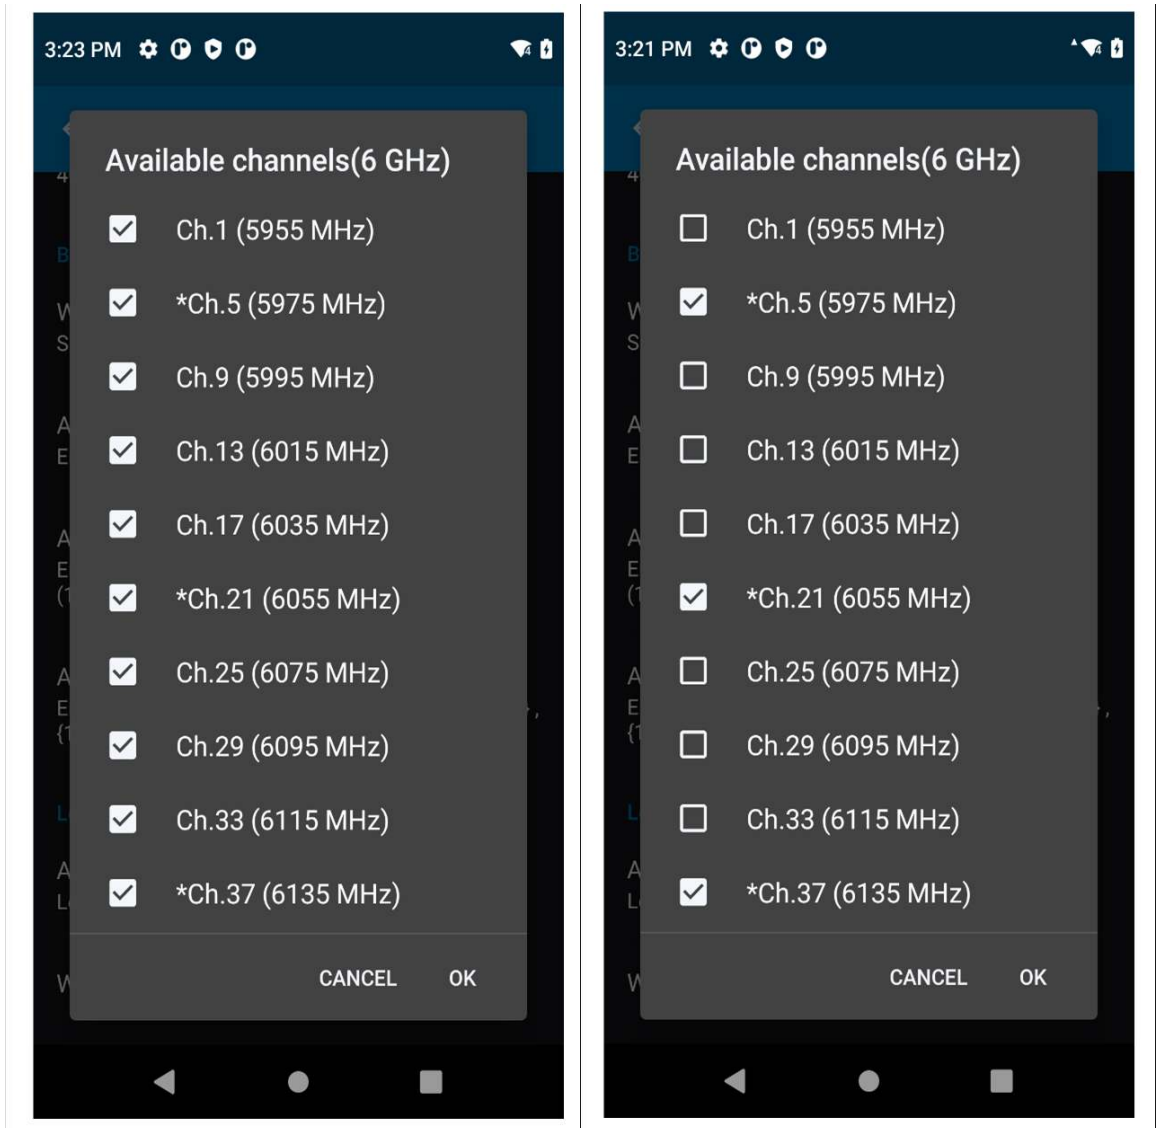 3:23 PM
Available channels(6 GHz)
Ch.1 (5955 MHz)
*Ch.5 (5975 MHz)
Ch.9 (5995 MHz)
Ch.13 (6015 MHz)
Ch.17 (6035 MHz)
*Ch.21 (6055 MHz)
Ch.25 (6075 MHz)
Ch.29 (6095 MHz)
Ch.33 (6115 MHz)
*Ch.37 (6135 MHz)
CANCEL OK
3:21 PM
Available channels(6 GHz)
Ch.1 (5955 MHz)
*Ch.5 (5975 MHz)
Ch.9 (5995 MHz)
Ch.13 (6015 MHz)
Ch.17 (6035 MHz)
*Ch.21 (6055 MHz)
Ch.25 (6075 MHz)
Ch.29 (6095 MHz)
Ch.33 (6115 MHz)
*Ch.37 (6135 MHz)
CANCEL OK